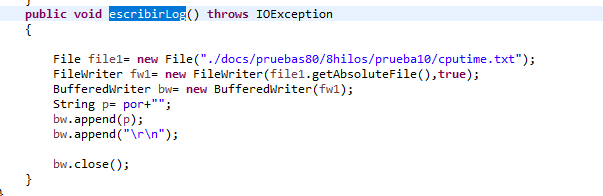 }
public void escribirLog() throws IOException
{
File file1= new File("./docs/pruebas80/8hilos/prueba10/cputime.txt");
FileWriter fw1= new FileWriter(file1.getAbsoluteFile(),true);
BufferedWriter bw= new BufferedWriter(fw1);
String p= por+"";
bw.append(p);
bw.append("\r\n");
bw.close();
}
}